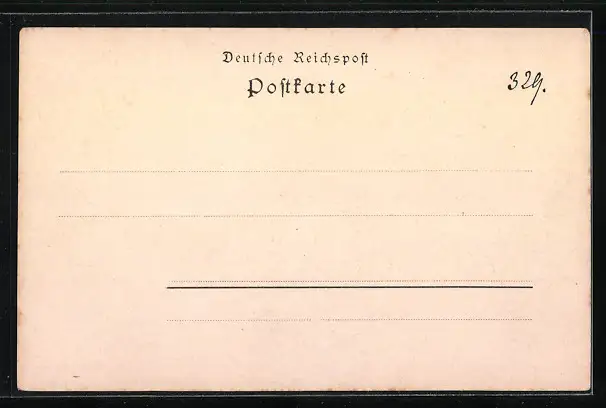 Deutsche Reichspost
Postkarte
329.